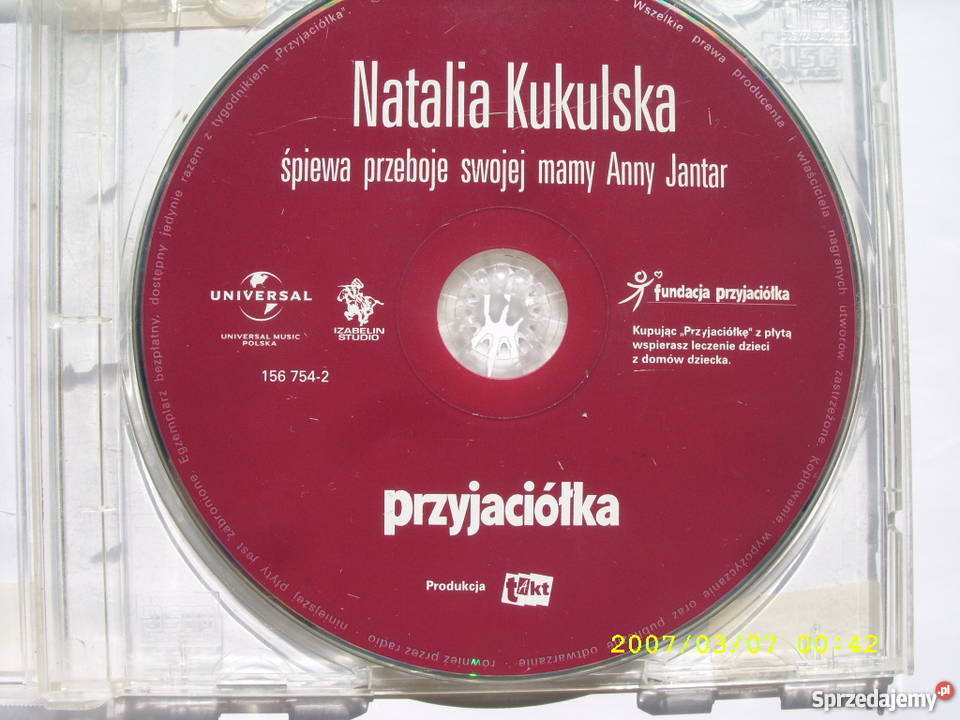 Natalia Kukulska
śpiewa przeboje swojej mamy Anny Jantar
UNIVERSAL
UNIVERSAL MUSIC
POLSKA
IZABELIN
STUDIO
156 754-2
fundacja przyjaciółka
Kupując „Przyjaciółkę" z płytą
wspierasz leczenie dzieci
z domów dziecka.
przyjaciółka
Produkcja takt
Wszelkie prawa producenta i właściciela nagranych utworów zastrzeżone. Kopiowanie, wypożyczanie oraz odtwarzanie
również przez radio niniejszej płyty jest zabronione. Egzemplarz bezpłatny, dostępny jedynie razem z tygodnikiem „Przyjaciółka".
2007/03/07 00:42
Sprzedajemy.pl